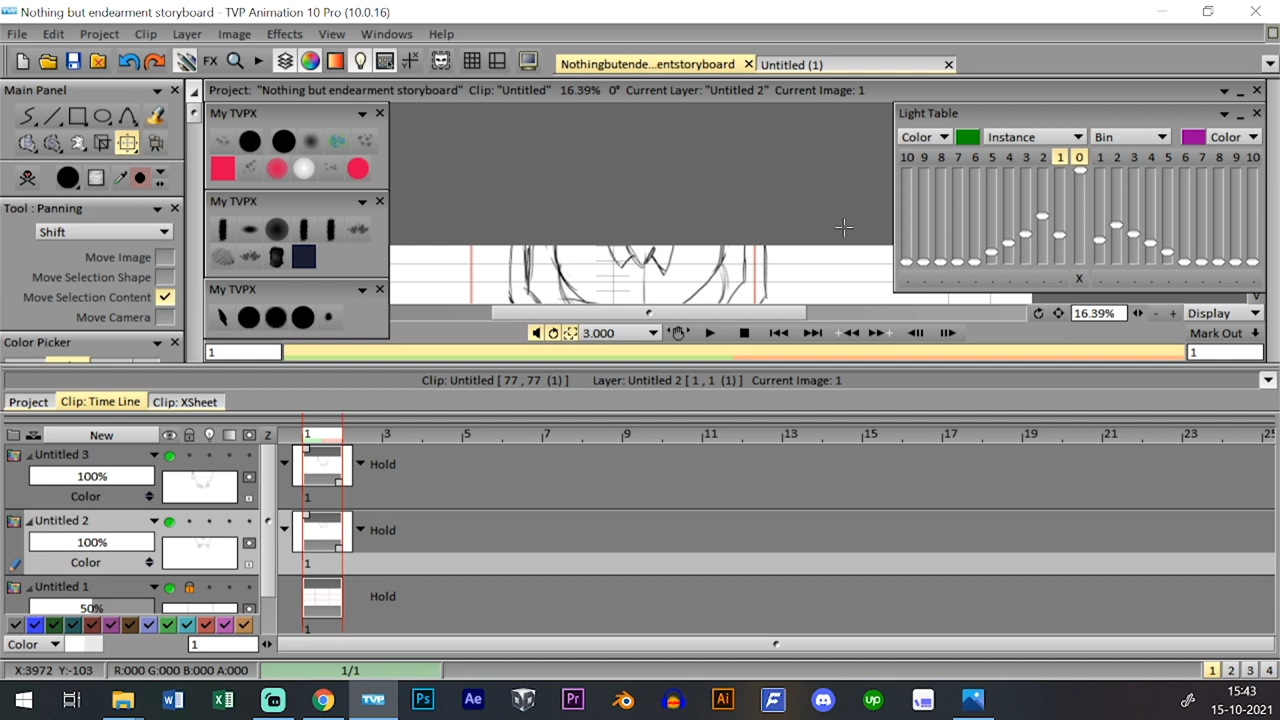 Nothing but endearment storyboard - TVP Animation 10 Pro (10.0.16)
File Edit Project Clip Layer Image Effects View Windows Help
FX Nothingbutende...entstoryboard Untitled (1)
Main Panel
Project: "Nothing but endearment storyboard" Clip: "Untitled" 16.39% 0° Current Layer: "Untitled 2" Current Image: 1
My TVPX
Light Table
Color Instance Bin Color
10 9 8 7 6 5 4 3 2 1 0 1 2 3 4 5 6 7 8 9 10
X
Tool : Panning
Shift
Move Image
Move Selection Shape
Move Selection Content
Move Camera
My TVPX
My TVPX
Color Picker
16.39% - + Display
3.000
Mark Out
1 1
Clip: Untitled [ 77 , 77 (1) ] Layer: Untitled 2 [ 1 , 1 (1) ] Current Image: 1
Project Clip: Time Line Clip: XSheet
New Z 1 3 5 7 9 11 13 15 17 19 21 23 25
Untitled 3
100%
Color
Hold
1
Untitled 2
100%
Color
Hold
1
Untitled 1
50%
Hold
1
Color 1
X:3972 Y:-103 R:000 G:000 B:000 A:000 1/1 1 2 3 4
W X TVP Ps Ae Pr Ai F up
15:43
15-10-2021